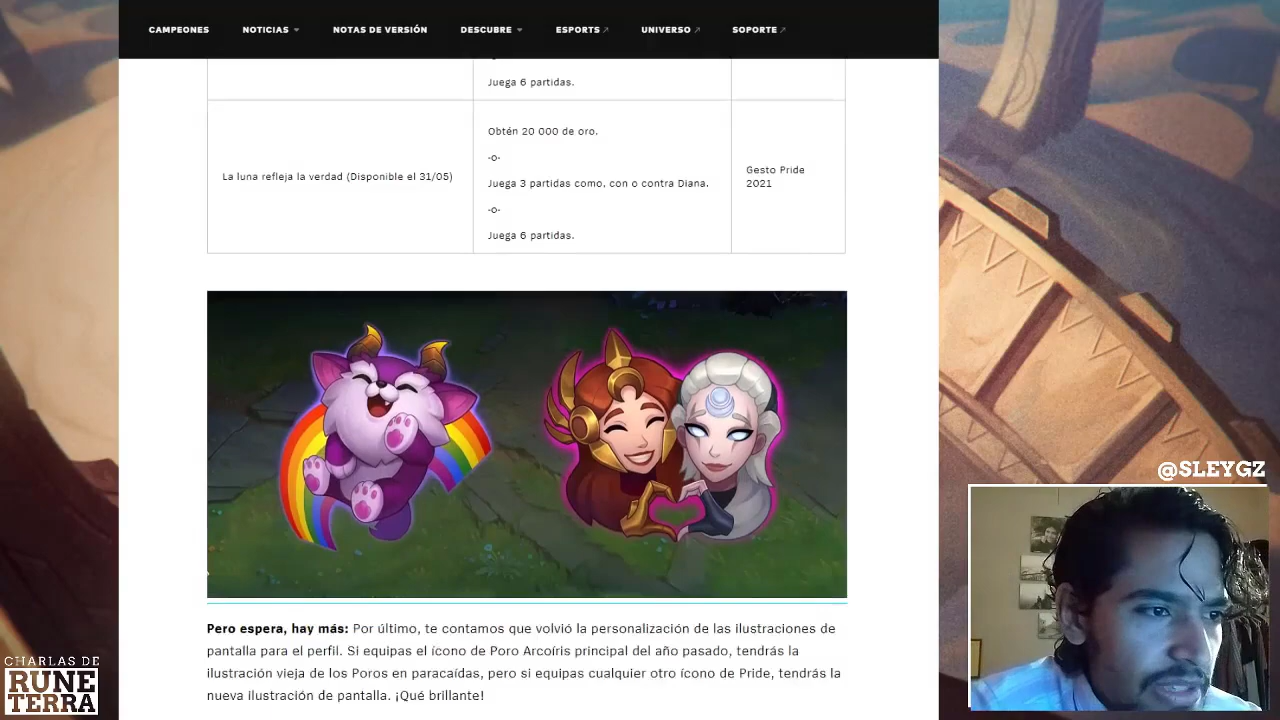 CAMPEONES NOTICIAS NOTAS DE VERSIÓN DESCUBRE ESPORTS UNIVERSO SOPORTE
Juega 6 partidas.
La luna refleja la verdad (Disponible el 31/05)
Obtén 20 000 de oro.
-o-
Juega 3 partidas como, con o contra Diana.
-o-
Juega 6 partidas.
Gesto Pride
2021
Pero espera, hay más: Por último, te contamos que volvió la personalización de las ilustraciones de
pantalla para el perfil. Si equipas el ícono de Poro Arcoíris principal del año pasado, tendrás la
ilustración vieja de los Poros en paracaídas, pero si equipas cualquier otro ícono de Pride, tendrás la
nueva ilustración de pantalla. ¡Qué brillante!
@SLEYGZ
CHARLAS DE
RUNE
TERRA